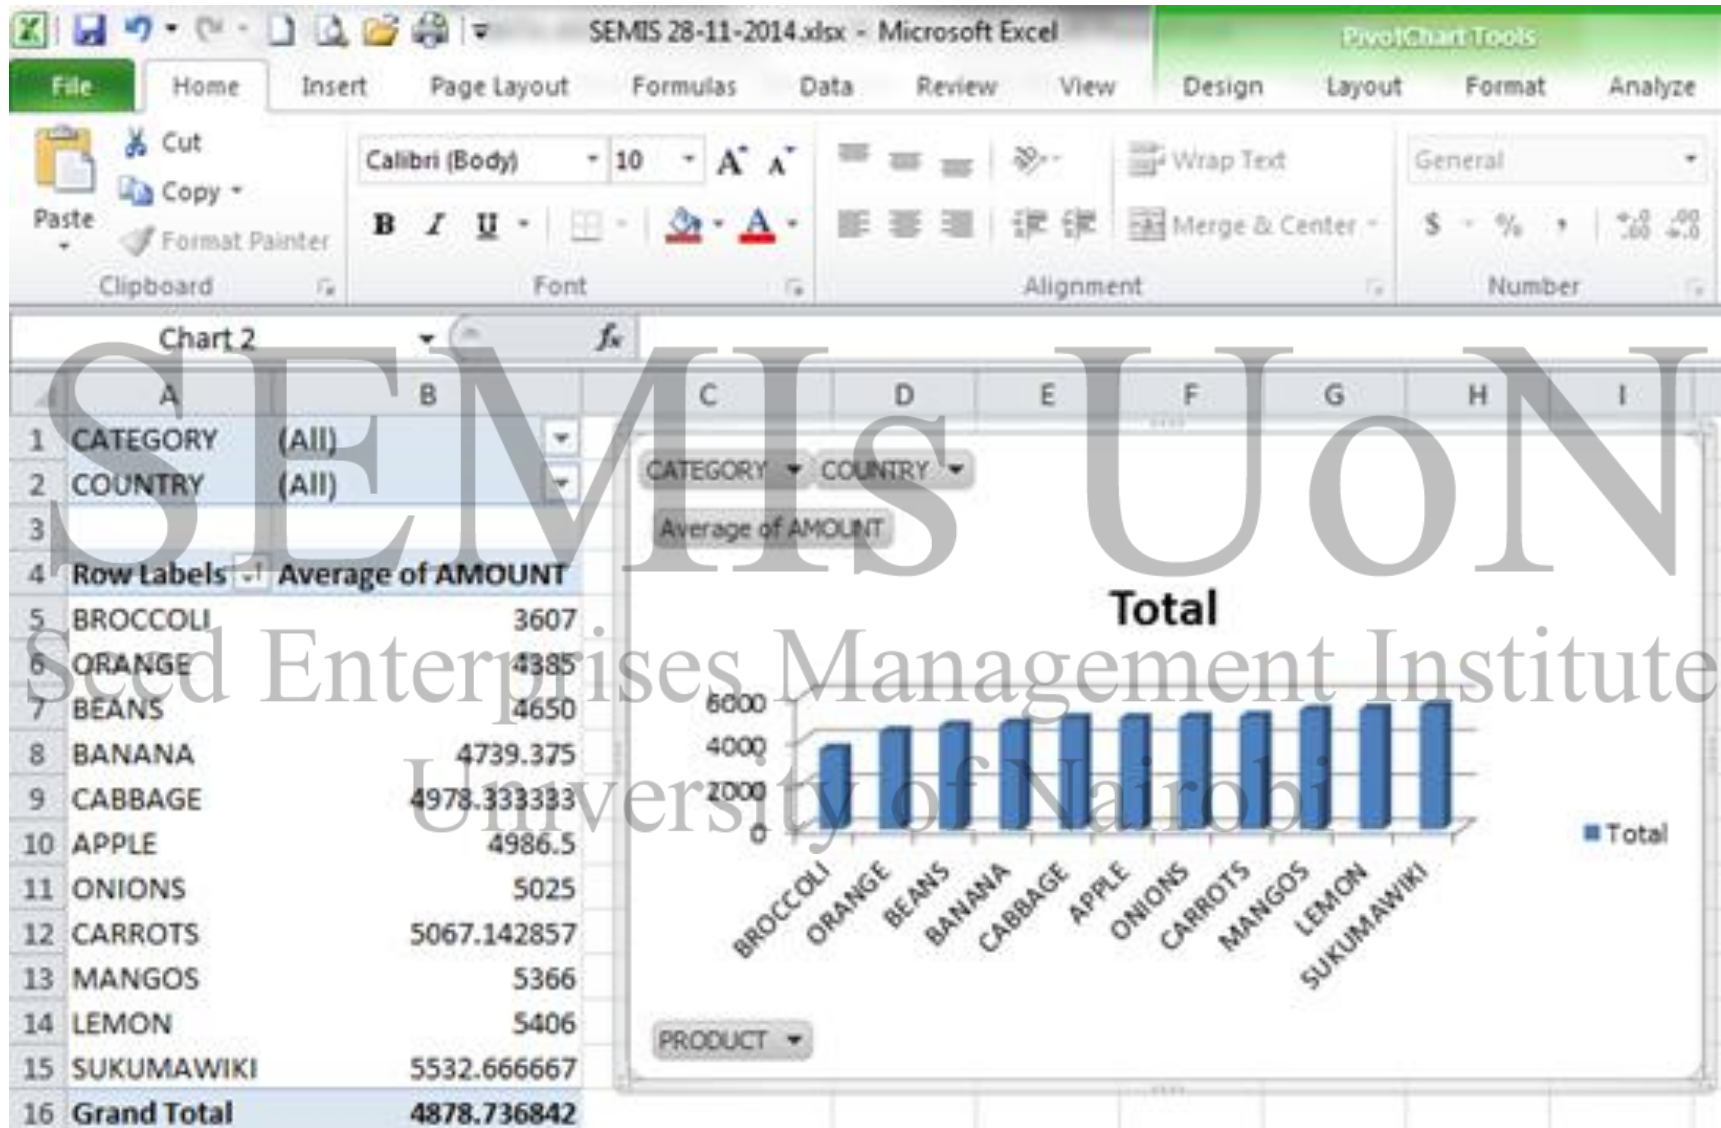 SEMIS 28-11-2014.xlsx - Microsoft Excel
PivotChart Tools
File Home Insert Page Layout Formulas Data Review View Design Layout Format Analyze
Paste
Cut
Copy
Format Painter
Clipboard
Calibri (Body) 10 A A
B I U A
Font
Wrap Text
Merge & Center
Alignment
General
$ % , .0 .00 .00 .0
Number
Chart 2 fx
A B C D E F G H I
1 CATEGORY (All)
2 COUNTRY (All)
3
4 Row Labels Average of AMOUNT
5 BROCCOLI 3607
6 ORANGE 4385
7 BEANS 4650
8 BANANA 4739.375
9 CABBAGE 4978.333333
10 APPLE 4986.5
11 ONIONS 5025
12 CARROTS 5067.142857
13 MANGOS 5366
14 LEMON 5406
15 SUKUMAWIKI 5532.666667
16 Grand Total 4878.736842
CATEGORY COUNTRY
Average of AMOUNT
Total
6000
4000
2000
0
BROCCOLI ORANGE BEANS BANANA CABBAGE APPLE ONIONS CARROTS MANGOS LEMON SUKUMAWIKI
Total
PRODUCT
SEMIs UoN
Seed Enterprises Management Institute
University of Nairobi